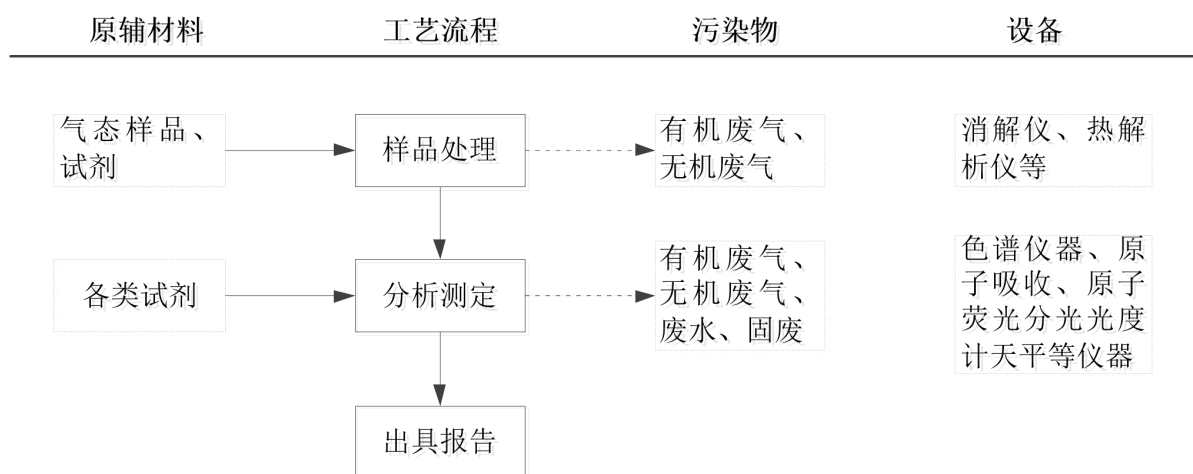 原辅材料 工艺流程 污染物 设备
气态样品、
试剂
样品处理
有机废气、
无机废气
消解仪、热解
析仪等
各类试剂
分析测定
有机废气、
无机废气、
废水、固废
色谱仪器、原
子吸收、原子
荧光分光光度
计天平等仪器
出具报告